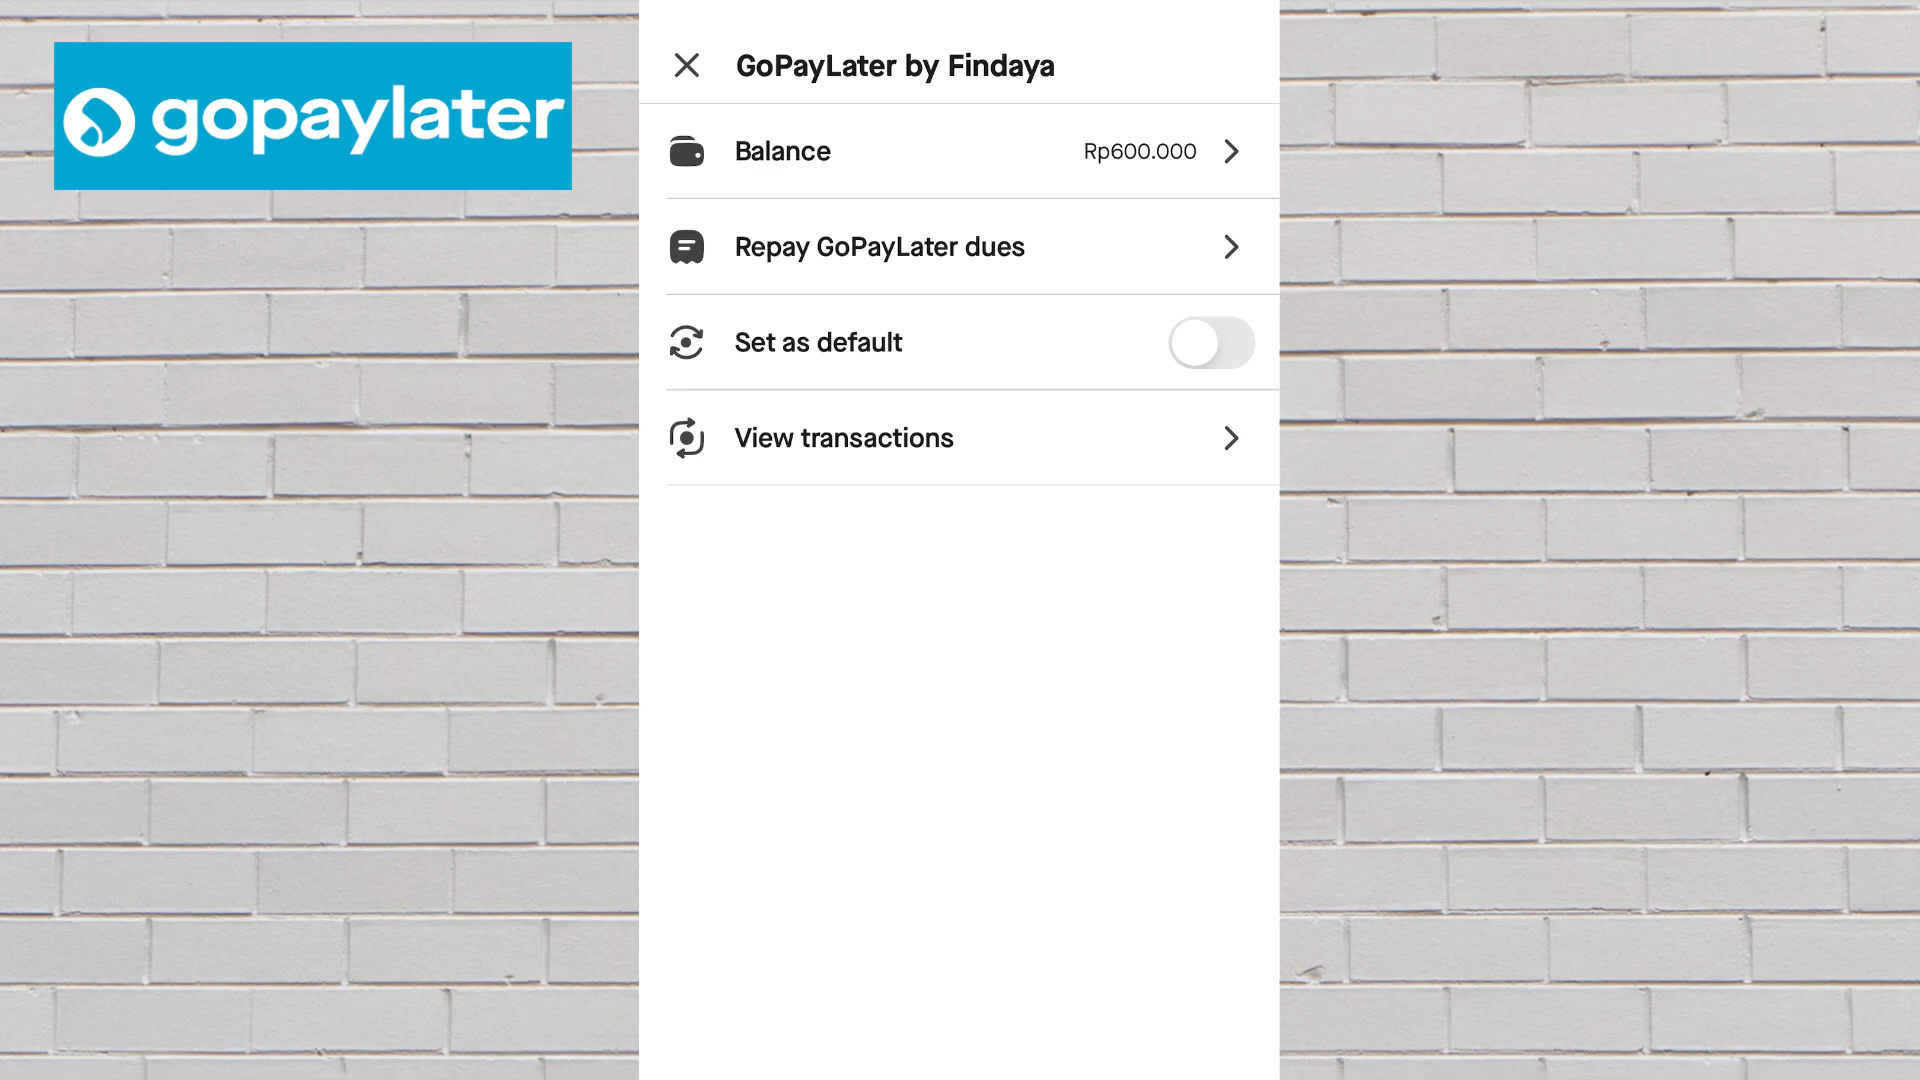 gopaylater
GoPayLater by Findaya
Balance Rp600.000
Repay GoPayLater dues
Set as default
View transactions